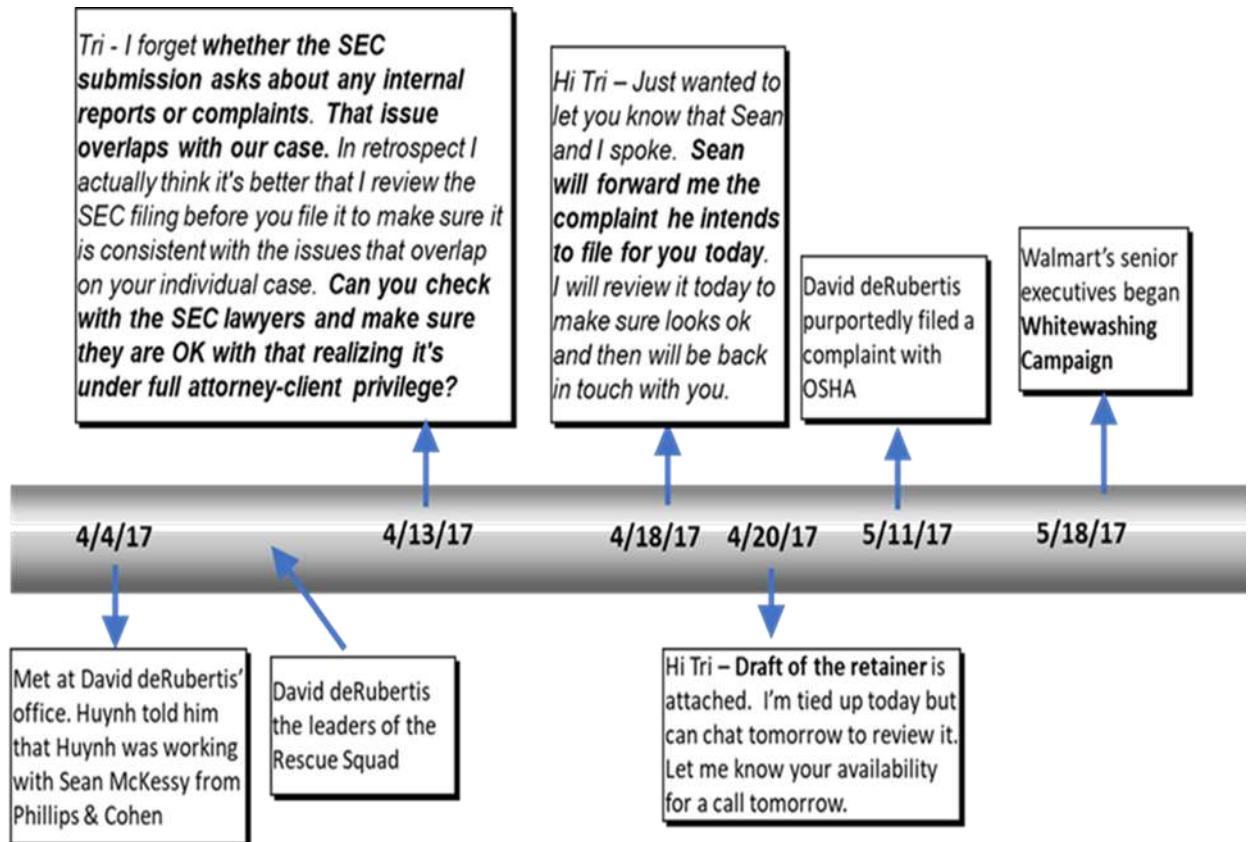 Tri - I forget whether the SEC
submission asks about any internal
reports or complaints. That issue
overlaps with our case. In retrospect I
actually think it's better that I review the
SEC filing before you file it to make sure it
is consistent with the issues that overlap
on your individual case. Can you check
with the SEC lawyers and make sure
they are OK with that realizing it's
under full attorney-client privilege?
Hi Tri – Just wanted to
let you know that Sean
and I spoke. Sean
will forward me the
complaint he intends
to file for you today.
I will review it today to
make sure looks ok
and then will be back
in touch with you.
David deRubertis
purportedly filed a
complaint with
OSHA
Walmart's senior
executives began
Whitewashing
Campaign
4/4/17
4/13/17
4/18/17
4/20/17
5/11/17
5/18/17
Met at David deRubertis'
office. Huynh told him
that Huynh was working
with Sean McKessy from
Phillips & Cohen
David deRubertis
the leaders of the
Rescue Squad
Hi Tri – Draft of the retainer is
attached. I'm tied up today but
can chat tomorrow to review it.
Let me know your availability
for a call tomorrow.